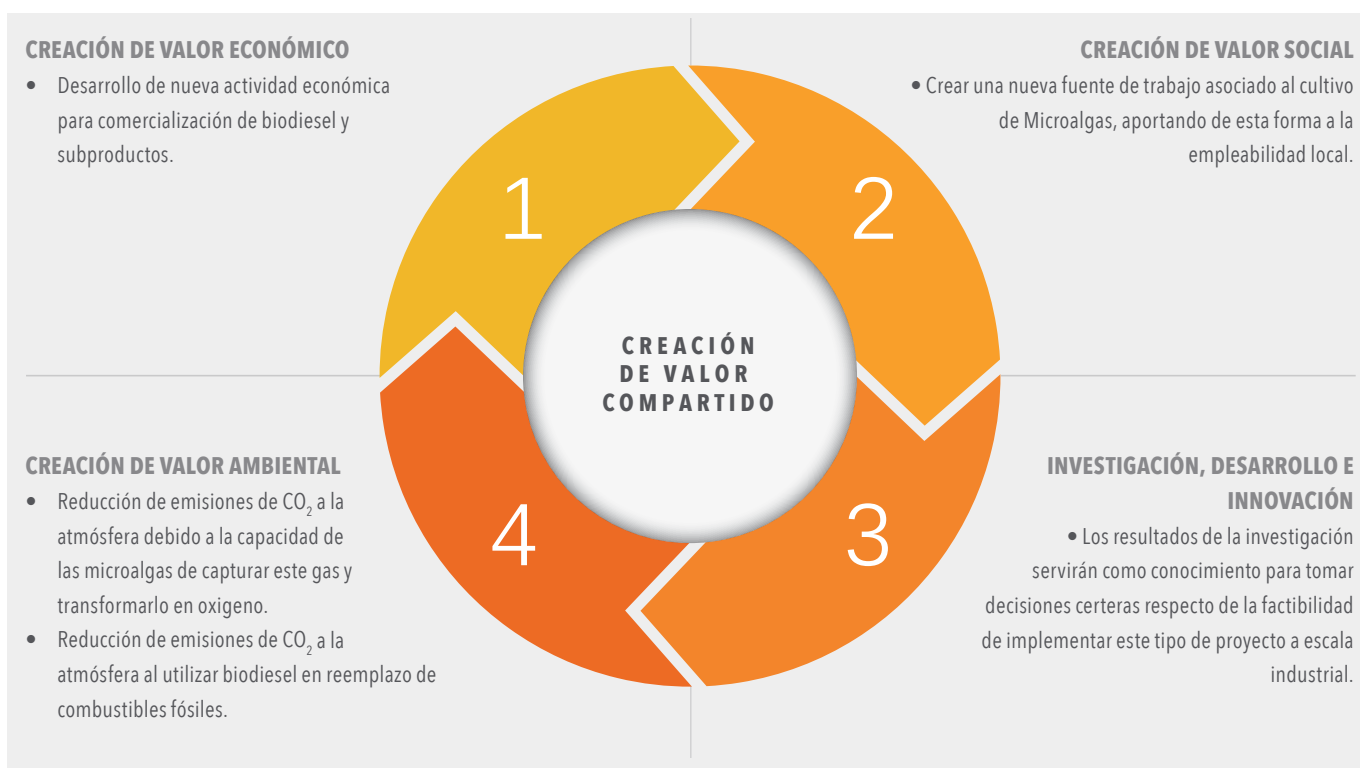 CREACIÓN DE VALOR ECONÓMICO
• Desarrollo de nueva actividad económica
para comercialización de biodiesel y
subproductos.
1
CREACIÓN DE VALOR SOCIAL
• Crear una nueva fuente de trabajo asociado al cultivo
de Microalgas, aportando de esta forma a la
empleabilidad local.
2
CREACIÓN
DE VALOR
COMPARTIDO
CREACIÓN DE VALOR AMBIENTAL
• Reducción de emisiones de CO₂ a la
atmósfera debido a la capacidad de
las microalgas de capturar este gas y
transformarlo en oxigeno.
• Reducción de emisiones de CO₂ a la
atmósfera al utilizar biodiesel en reemplazo de
combustibles fósiles.
4
INVESTIGACIÓN, DESARROLLO E
INNOVACIÓN
• Los resultados de la investigación
servirán como conocimiento para tomar
decisiones certeras respecto de la factibilidad
de implementar este tipo de proyecto a escala
industrial.
3